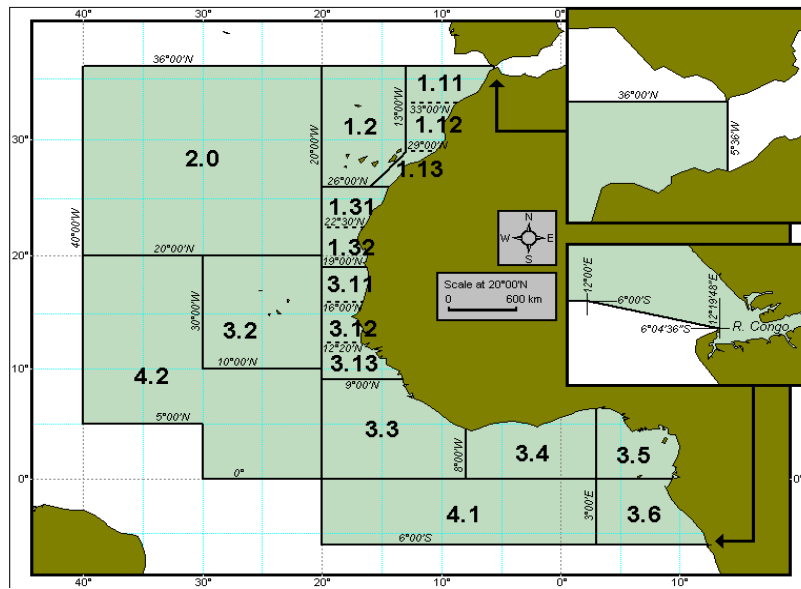 40° 30° 20° 10° 0°
36°00'N
1.11
33°00'N
13°00'W
1.12
30°
1.2
20°00'W
29°00'N
2.0
1.13
26°00'N
1.31
22°30'N
40°00'W
1.32
20°
20°00'N
19°00'N
3.11
16°00'N
30°00'W
3.2
3.12
12°20'N
10°
10°00'N
3.13
4.2
9°00'N
5°00'N
3.3
8°00'W
3.4
3.5
0°
0°
0°
4.1
3°00'E
3.6
6°00'S
40° 30° 20° 10° 0° 10°
N
W E
S
Scale at 20°00'N
0 600 km
36°00'N
5°36'W
12°00'E
12°19'48"E
6°00'S
6°04'36"S
R. Congo